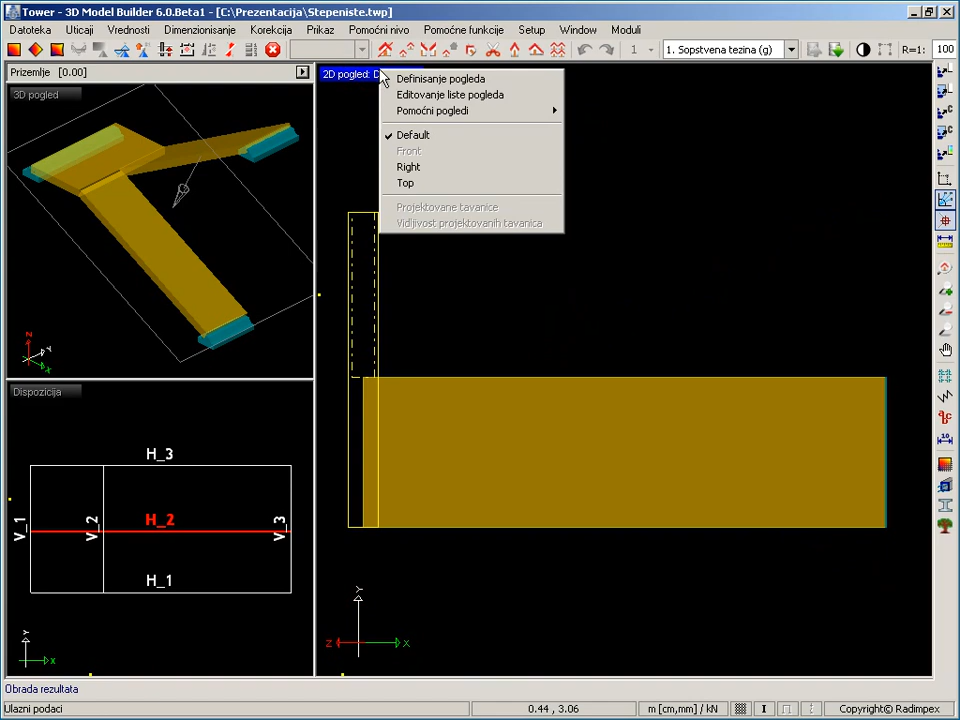 Tower - 3D Model Builder 6.0.Beta1 - [C:\Prezentacija\Stepeniste.twp]
Datoteka Uticaji Vrednosti Dimenzionisanje Korekcija Prikaz Pomoćni nivo Pomoćne funkcije Setup Window Moduli
1 1. Sopstvena tezina (g) R=1: 100
Prizemlje [0.00]
2D pogled: D
3D pogled
Definisanje pogleda
Editovanje liste pogleda
Pomoćni pogledi
Default
Front
Right
Top
Projektovane tavanice
Vidljivost projektovanih tavanica
Z
Y
X
Dispozicija
H_3
V_1
V_2
H_2
V_3
H_1
Y
X
Y
Z
X
Obrada rezultata
Ulazni podaci 0.44 , 3.06 m [cm,mm] / kN Copyright© Radimpex